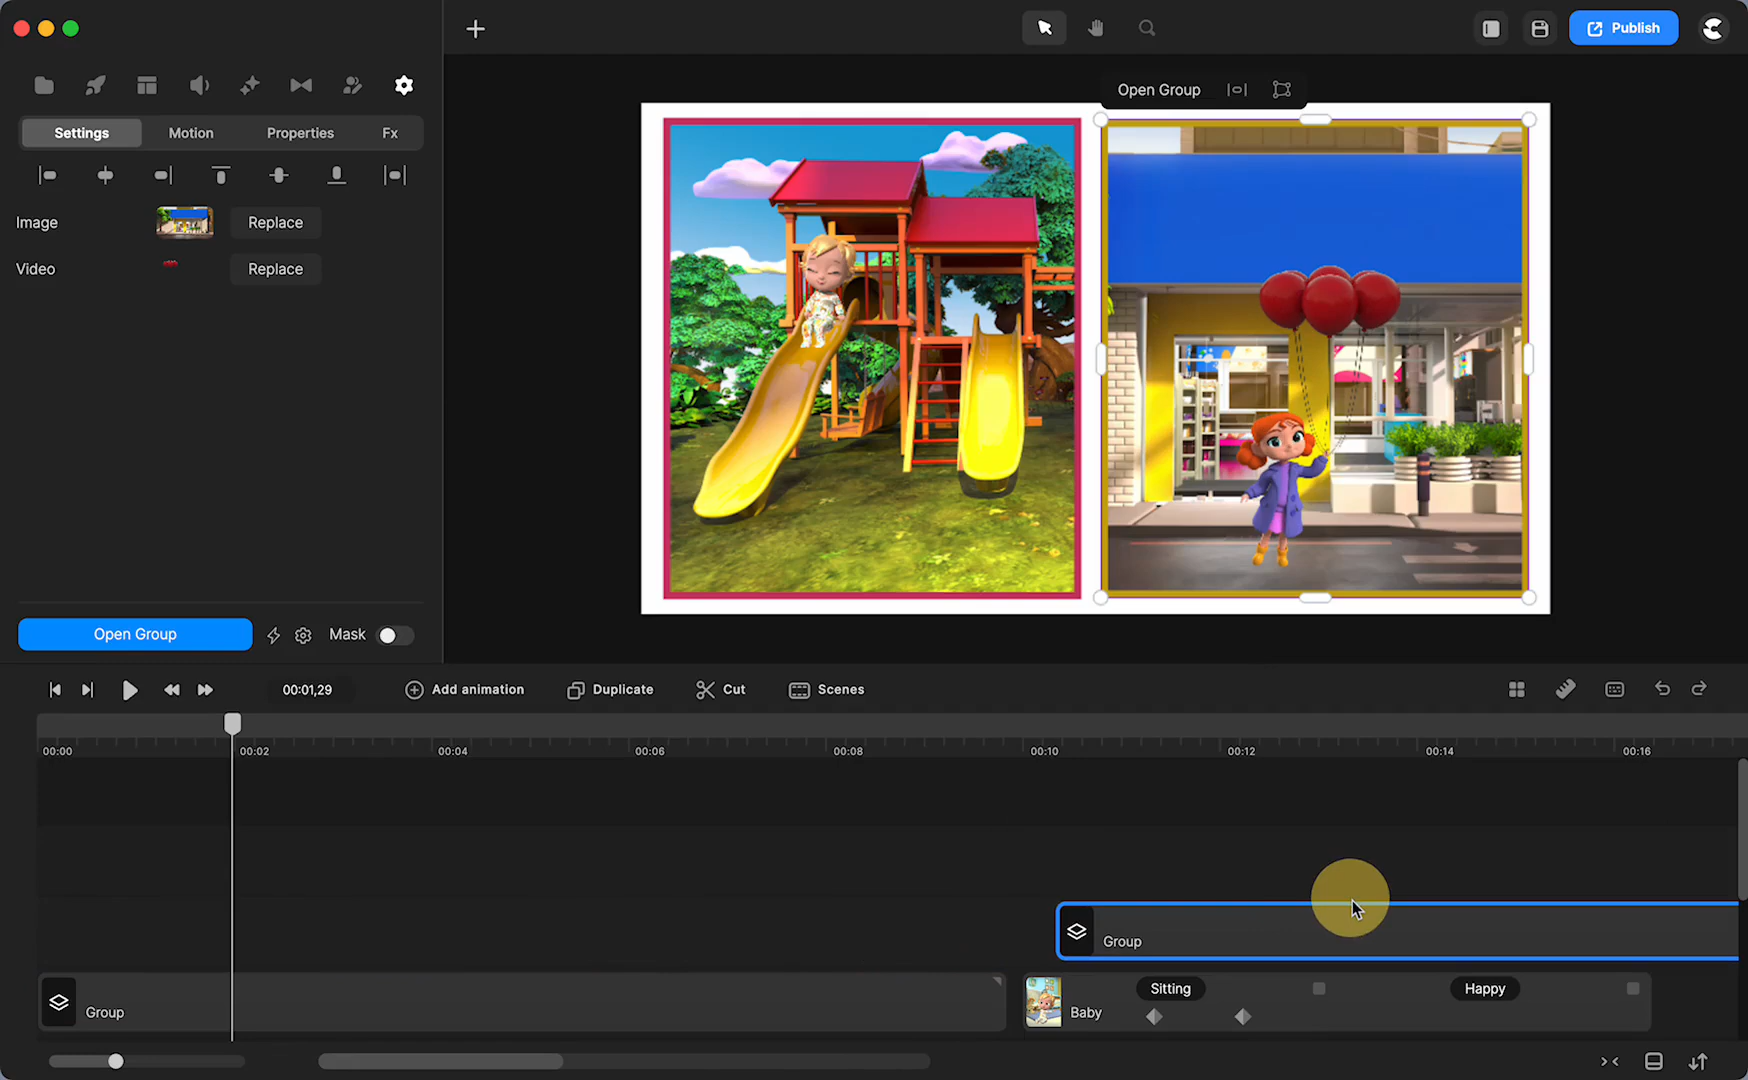 Publish
Open Group
Settings
Motion
Properties
Fx
Image
Replace
Video
Replace
Open Group
Mask
00:01,29
Add animation
Duplicate
Cut
Scenes
00:00
00:02
00:04
00:06
00:08
00:10
00:12
00:14
00:16
Group
Group
Baby
Sitting
Happy